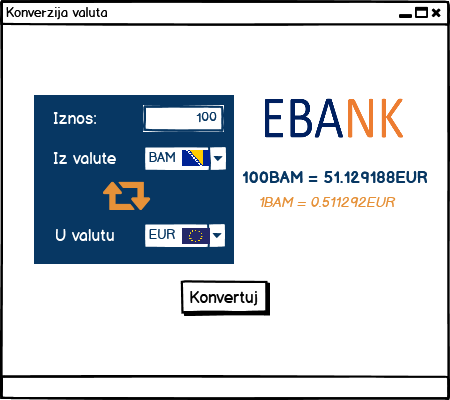 Konverzija valuta
Iznos: 100
EBANK
Iz valute BAM
100BAM = 51.129188EUR
1BAM = 0.511292EUR
U valutu EUR
Konvertuj